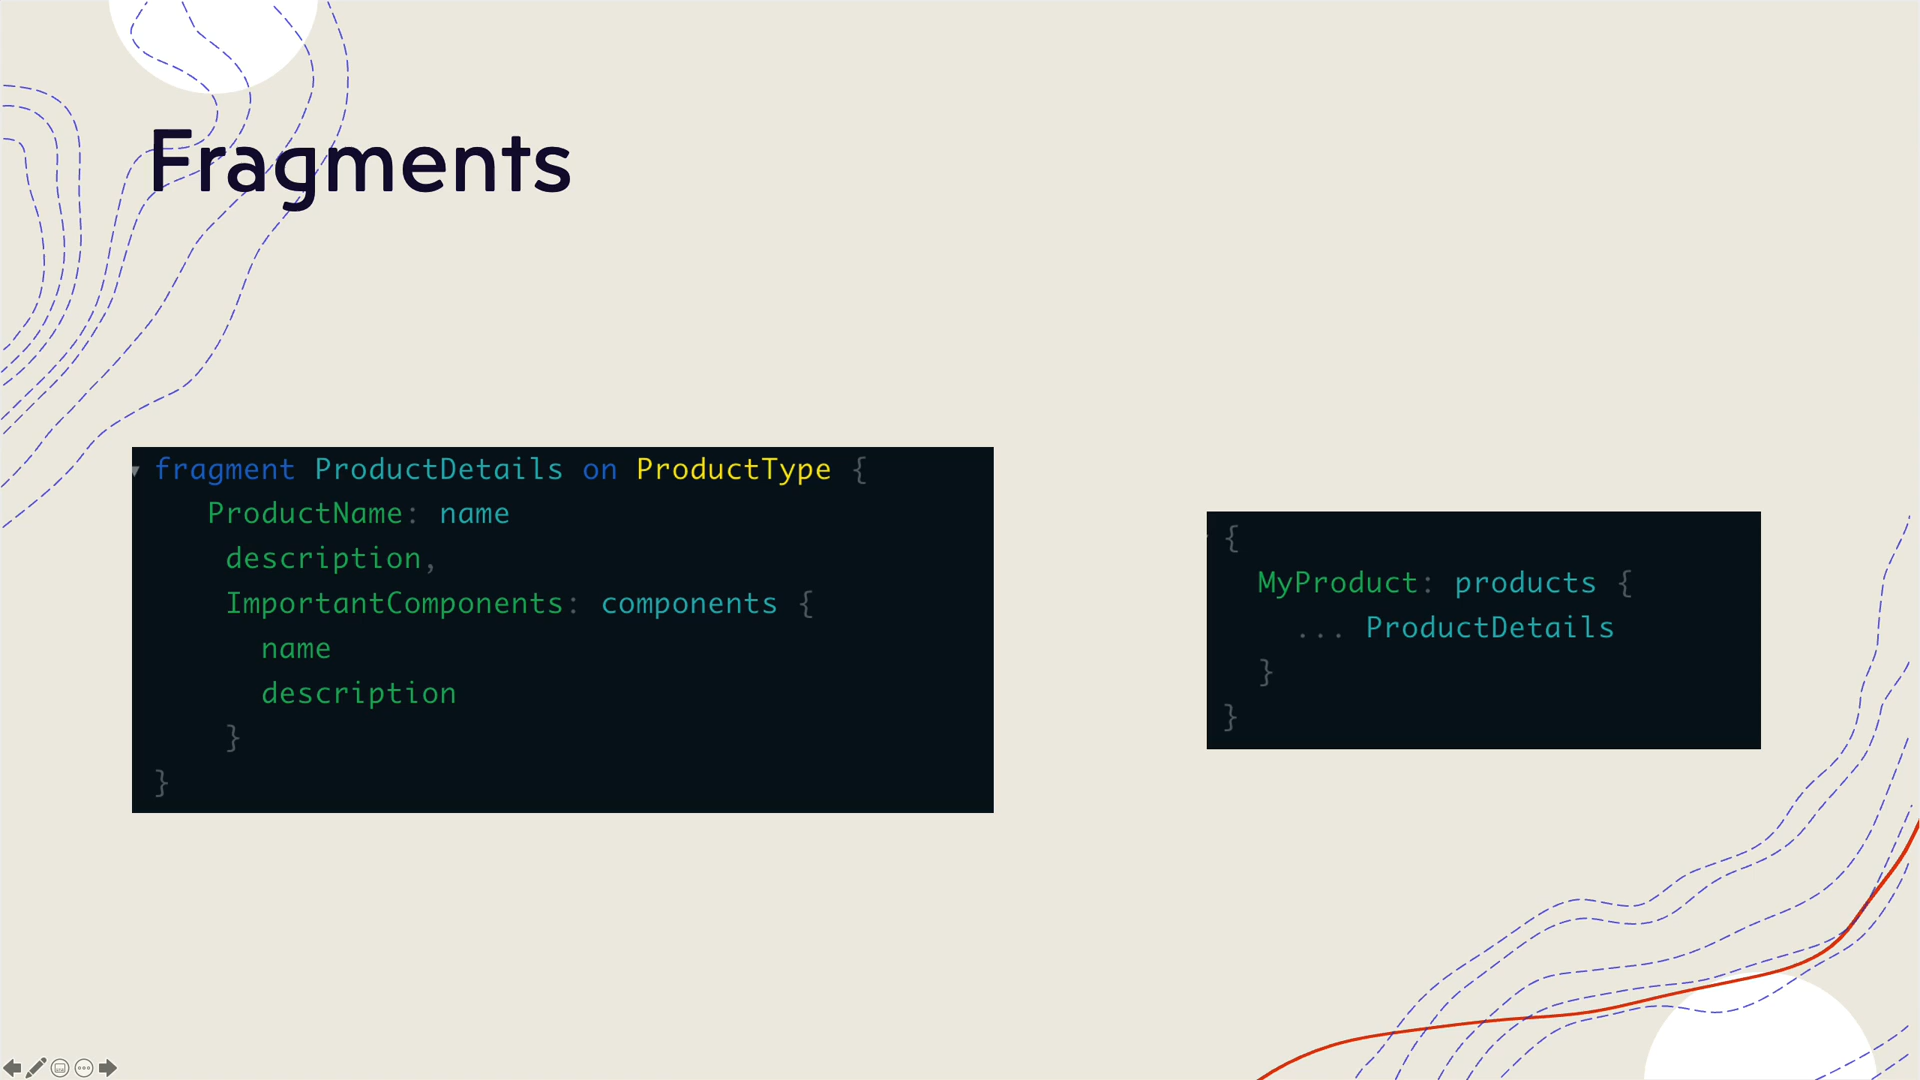 Fragments
fragment ProductDetails on ProductType {
ProductName: name
description,
ImportantComponents: components {
name
description
}
}
{
MyProduct: products {
... ProductDetails
}
}